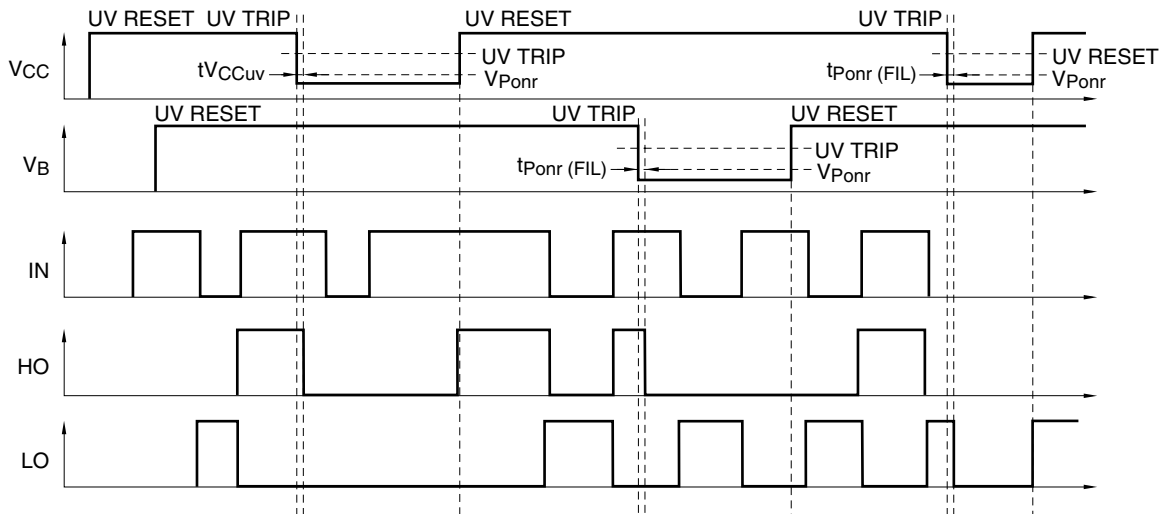 UV RESET UV TRIP UV RESET UV TRIP
VCC tVCCuv UV TRIP VPonr tPonr (FIL) UV RESET VPonr
UV RESET UV TRIP UV RESET
VB tPonr (FIL) UV TRIP VPonr
IN
HO
LO